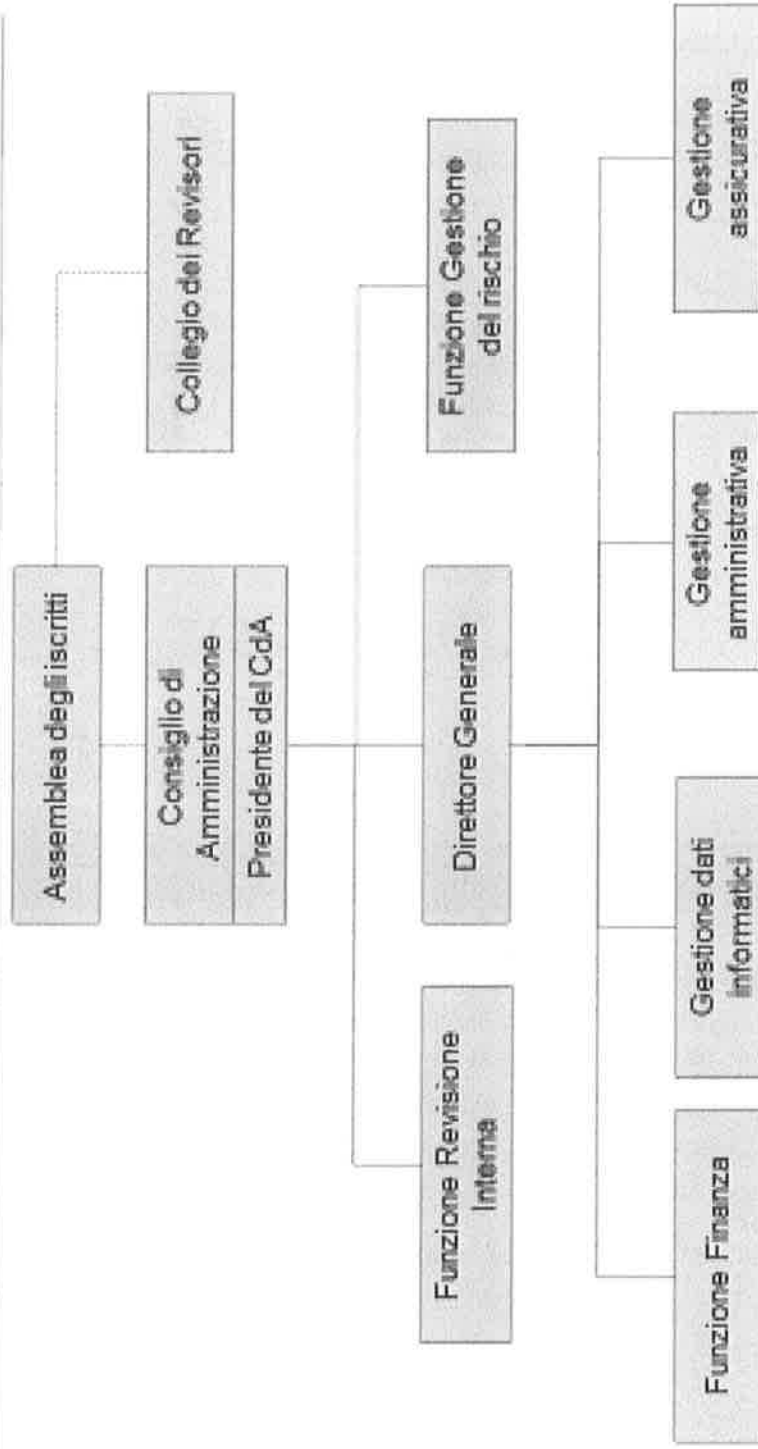 Assemblea degli iscritti
Collegio dei Revisori
Consiglio di
Amministrazione
Presidente del CdA
Funzione Revisione
Interna
Direttore Generale
Funzione Gestione
del rischio
Funzione Finanza
Gestione dati
informatici
Gestione
amministrativa
Gestione
assicurativa